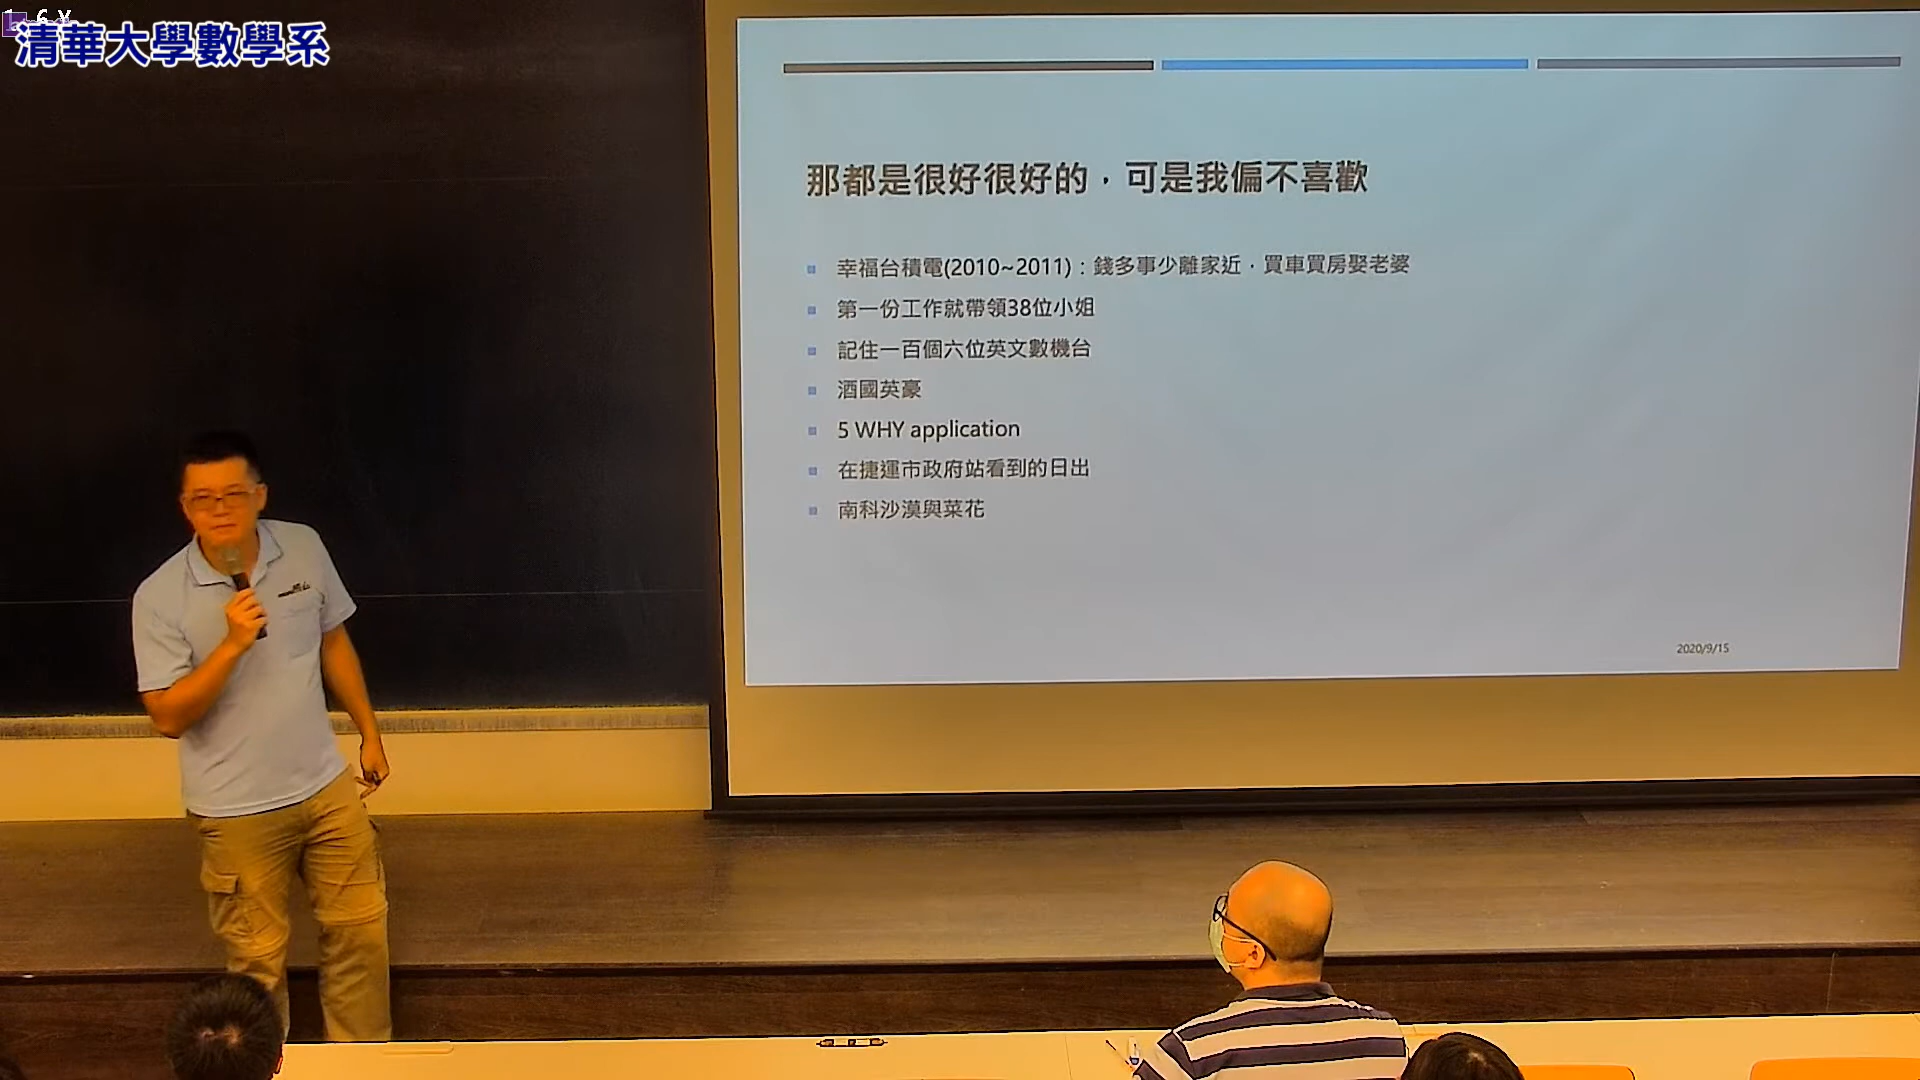 清華大學數學系
那都是很好很好的，可是我偏不喜歡
幸福台積電(2010~2011)：錢多事少離家近，買車買房娶老婆
第一份工作就帶領38位小姐
記住一百個六位英文數機台
酒國英豪
5 WHY application
在捷運市政府站看到的日出
南科沙漠與菜花
2020/9/15